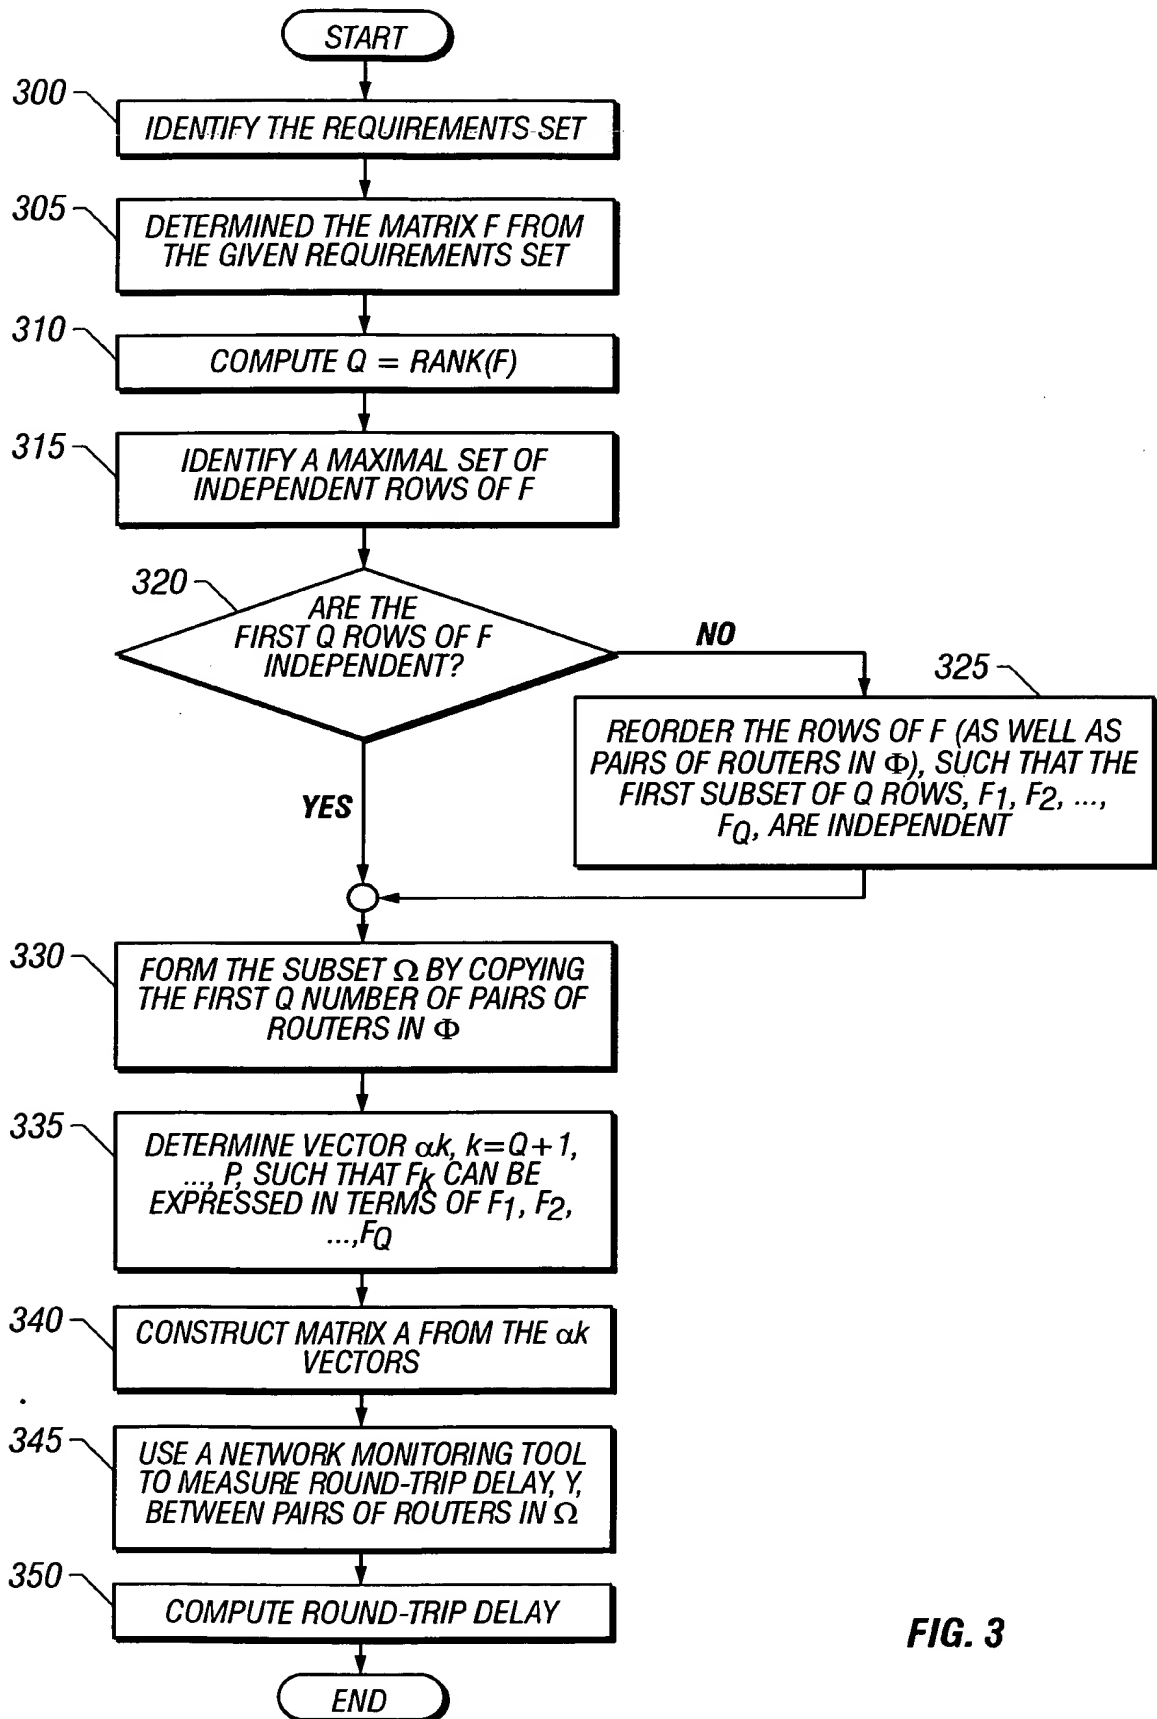 START
300
IDENTIFY THE REQUIREMENTS SET
305
DETERMINED THE MATRIX F FROM
THE GIVEN REQUIREMENTS SET
310
COMPUTE Q = RANK(F)
315
IDENTIFY A MAXIMAL SET OF
INDEPENDENT ROWS OF F
320
ARE THE
FIRST Q ROWS OF F
INDEPENDENT?
NO
325
REORDER THE ROWS OF F (AS WELL AS
PAIRS OF ROUTERS IN Φ), SUCH THAT THE
FIRST SUBSET OF Q ROWS, F1, F2, ...,
FQ, ARE INDEPENDENT
YES
330
FORM THE SUBSET Ω BY COPYING
THE FIRST Q NUMBER OF PAIRS OF
ROUTERS IN Φ
335
DETERMINE VECTOR αk, k=Q+1,
..., P, SUCH THAT Fk CAN BE
EXPRESSED IN TERMS OF F1, F2,
...,FQ
340
CONSTRUCT MATRIX A FROM THE αk
VECTORS
345
USE A NETWORK MONITORING TOOL
TO MEASURE ROUND-TRIP DELAY, Y,
BETWEEN PAIRS OF ROUTERS IN Ω
350
COMPUTE ROUND-TRIP DELAY
END
FIG. 3